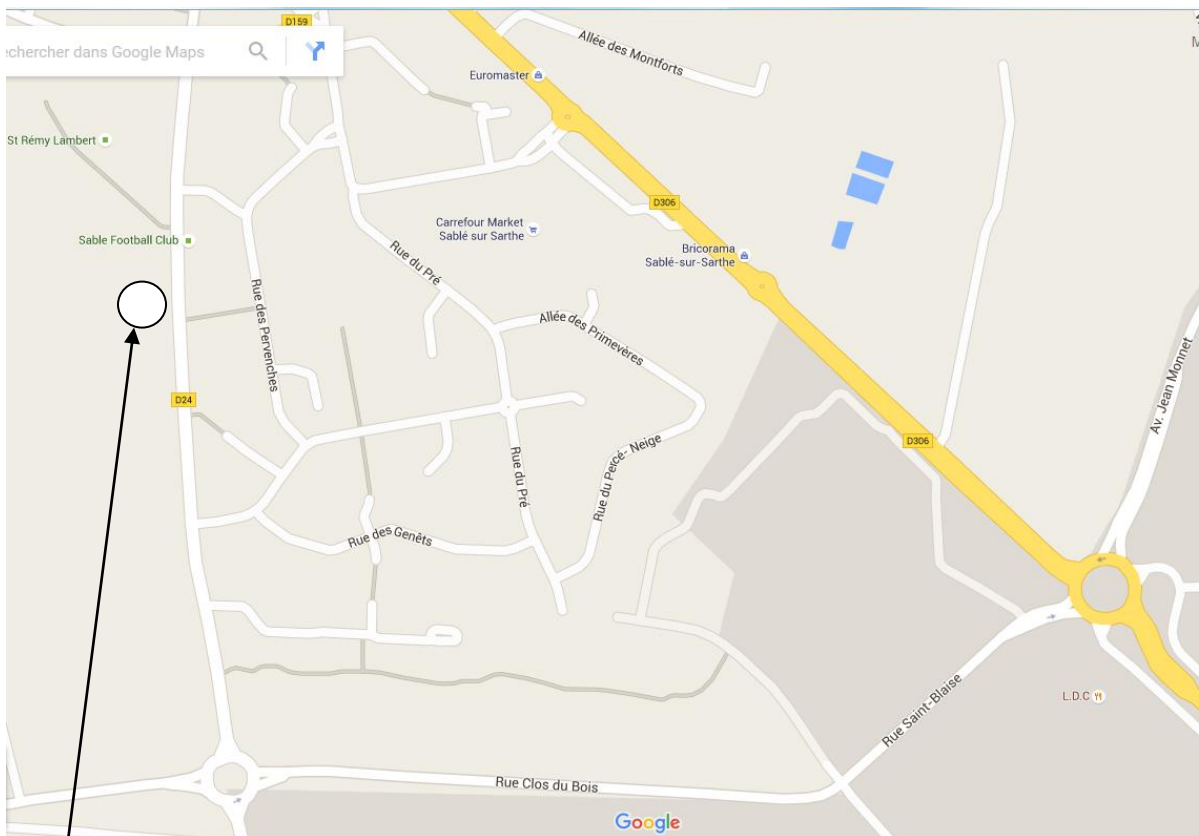 D159
echercher dans Google Maps
Allée des Montforts
Euromaster
St Rémy Lambert
D306
Carrefour Market
Sablé sur Sarthe
Sable Football Club
Rue du Pré
Bricorama
Sablé-sur-Sarthe
Rue des Pervenches
Allée des Primevères
Av. Jean Monnet
D24
D306
Rue du Percé- Neige
Rue du Pré
Rue des Genêts
Rue Saint-Blaise
L.D.C
Rue Clos du Bois
Google